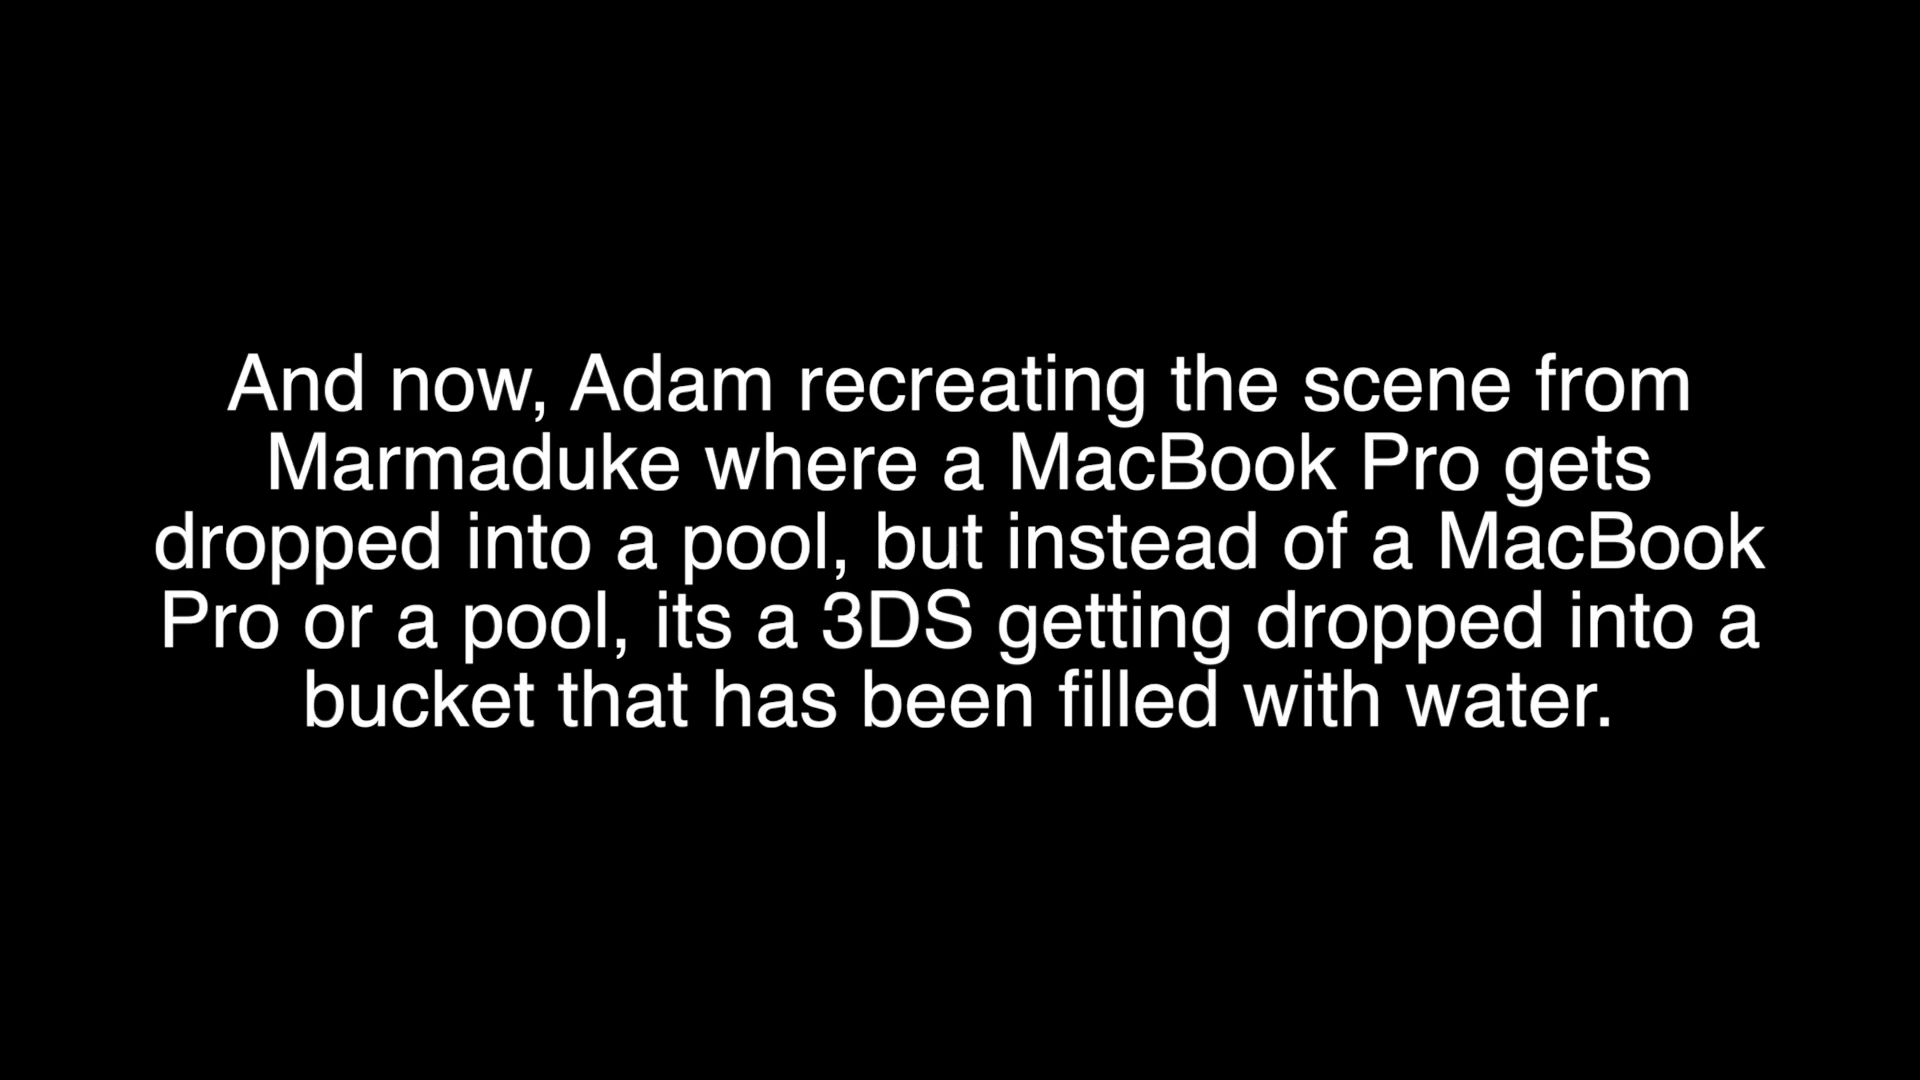 And now, Adam recreating the scene from
Marmaduke where a MacBook Pro gets
dropped into a pool, but instead of a MacBook
Pro or a pool, its a 3DS getting dropped into a
bucket that has been filled with water.